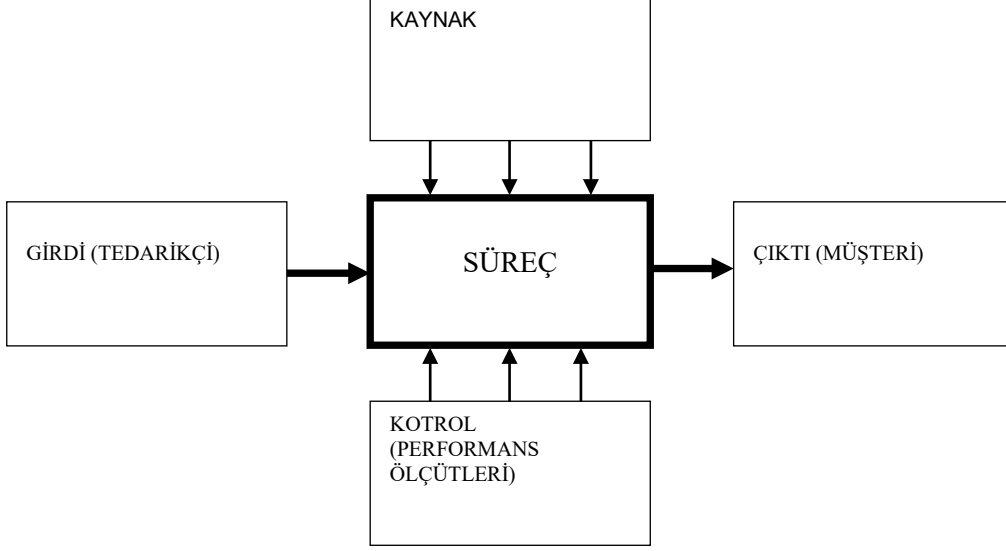 KAYNAK
GİRDİ (TEDARİKÇİ)
SÜREÇ
ÇIKTI (MÜŞTERİ)
KOTROL
(PERFORMANS
ÖLÇÜTLERİ)